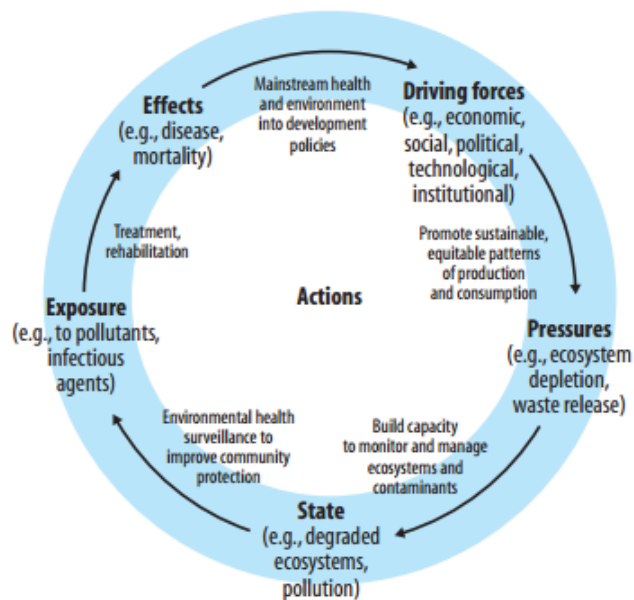 Effects
(e.g., disease,
mortality)
Mainstream health
and environment
into development
policies
Driving forces
(e.g., economic,
social, political,
technological,
institutional)
Treatment,
rehabilitation
Promote sustainable,
equitable patterns
of production
and consumption
Actions
Exposure
(e.g., to pollutants,
infectious
agents)
Pressures
(e.g., ecosystem
depletion,
waste release)
Environmental health
surveillance to
improve community
protection
Build capacity
to monitor and manage
ecosystems and
contaminants
State
(e.g., degraded
ecosystems,
pollution)